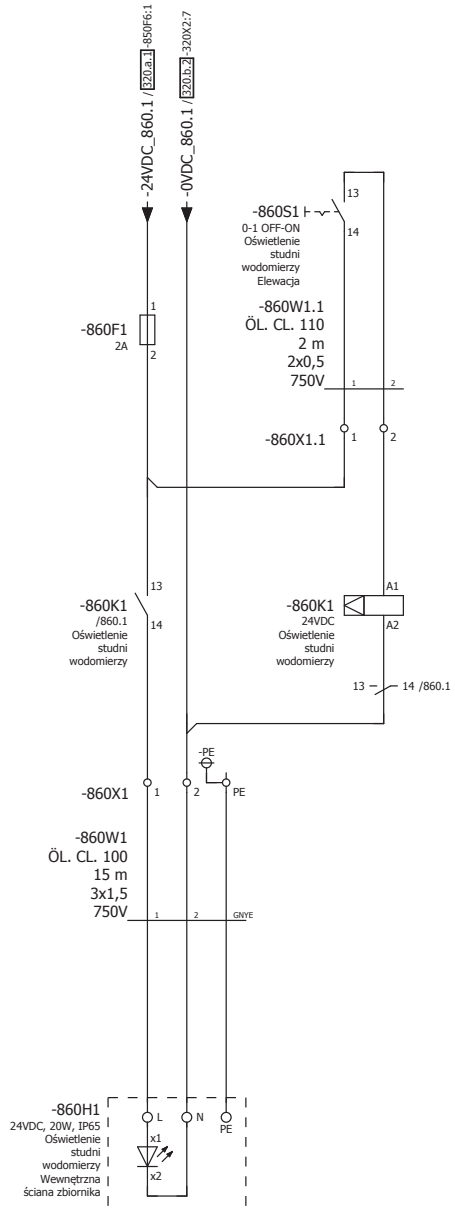 -24VDC_860.1 / 320.a.1 -850F6:1
-0VDC_860.1 / 320.b.2 -320X2:7
13
-860S1
14
0-1 OFF-ON
Oświetlenie
studni
wodomierzy
Elewacja
1
-860F1
2A
2
-860W1.1
ÖL. CL. 110
2 m
2x0,5
750V
1
2
-860X1.1
1
2
13
-860K1
14
/860.1
Oświetlenie
studni
wodomierzy
A1
-860K1
24VDC
A2
Oświetlenie
studni
wodomierzy
13
14 /860.1
-PE
-860X1
1
2
PE
-860W1
ÖL. CL. 100
15 m
3x1,5
750V
1
2
GNYE
-860H1
24VDC, 20W, IP65
Oświetlenie
studni
wodomierzy
Wewnętrzna
ściana zbiornika
L
N
PE
x1
x2